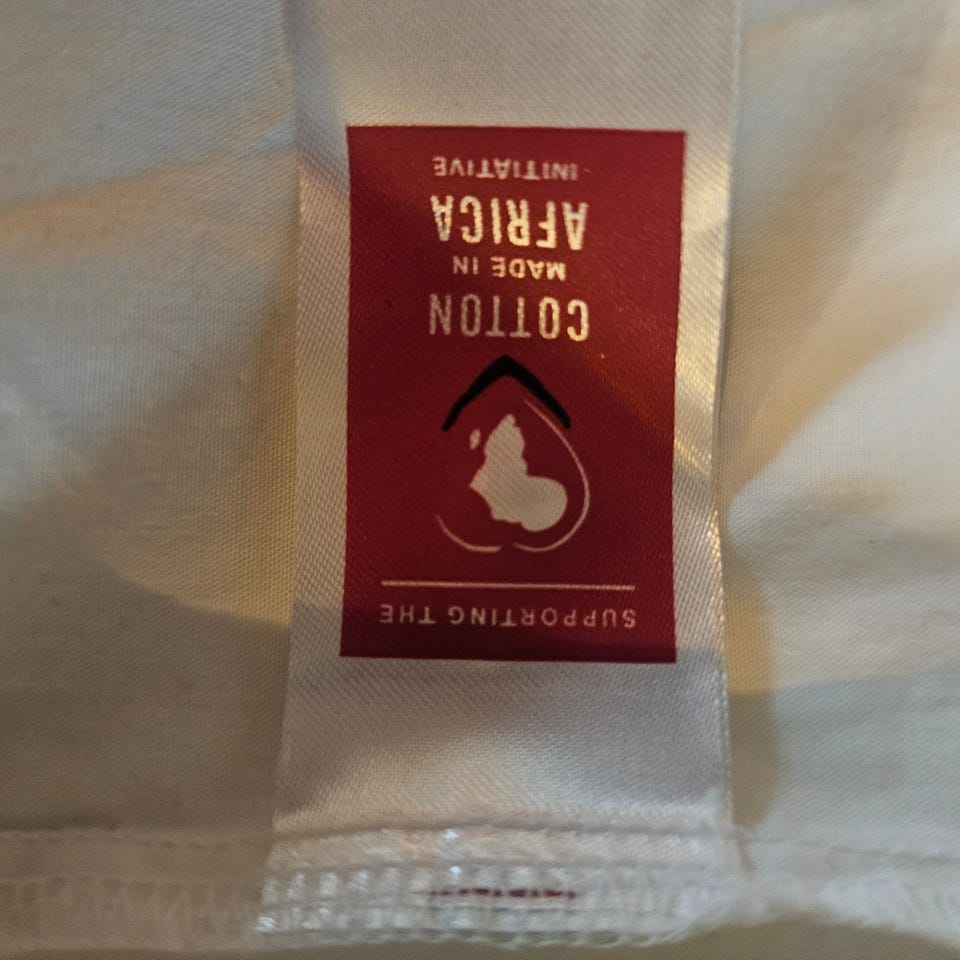 SUPPORTING THE
COTTON
MADE IN
AFRICA
INITIATIVE